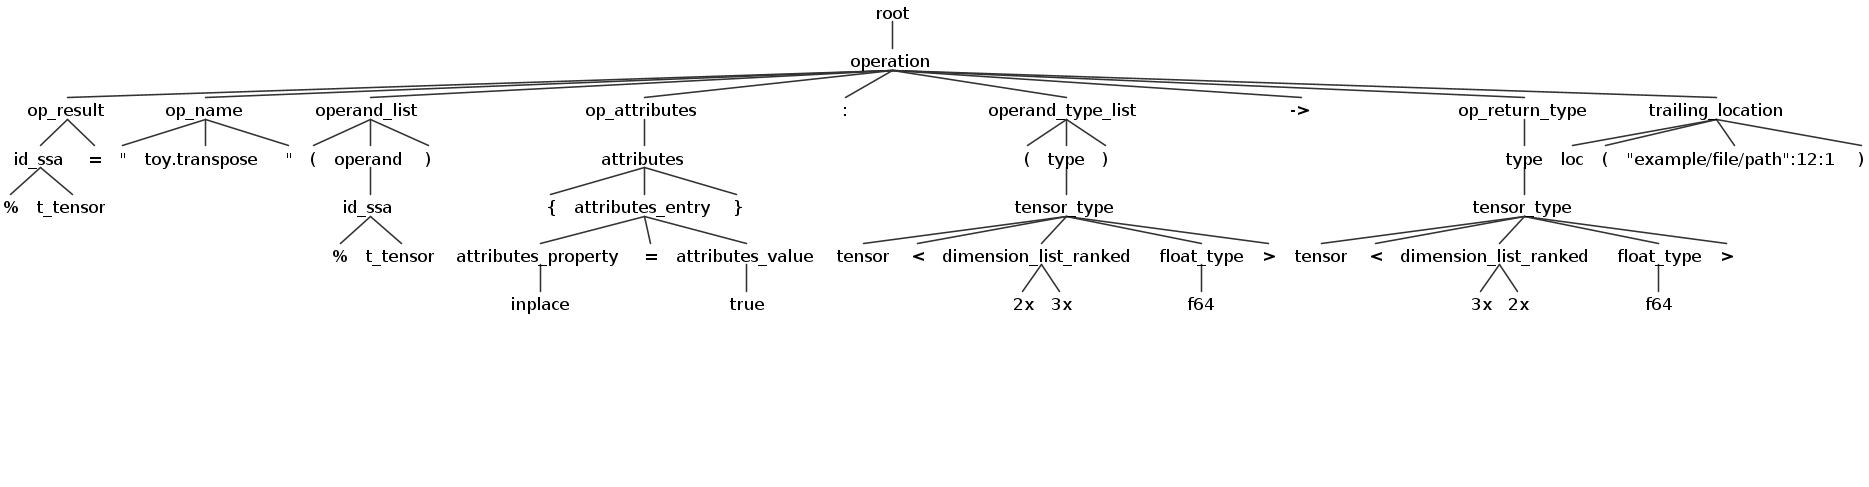 root
operation
op_result op_name operand_list op_attributes : operand_type_list -> op_return_type trailing_location
id_ssa = " toy.transpose " ( operand ) attributes ( type ) type loc ( "example/file/path":12:1 )
% t_tensor id_ssa { attributes_entry } tensor_type tensor_type
% t_tensor attributes_property = attributes_value tensor < dimension_list_ranked float_type > tensor < dimension_list_ranked float_type >
inplace true 2x 3x f64 3x 2x f64